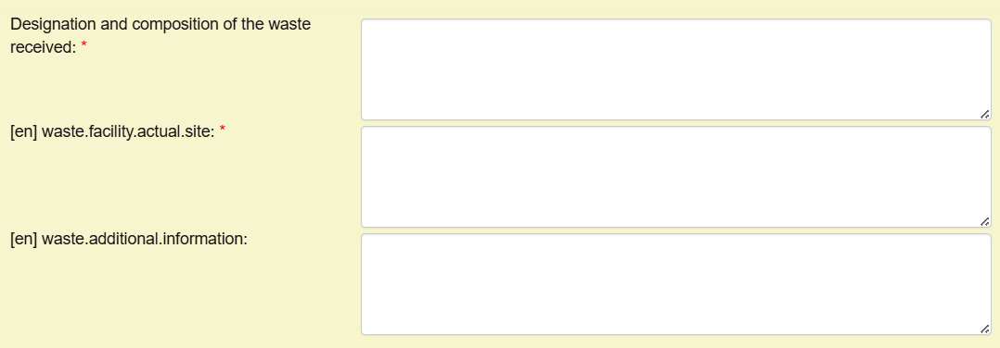 Designation and composition of the waste
received: *
[en] waste.facility.actual.site: *
[en] waste.additional.information: